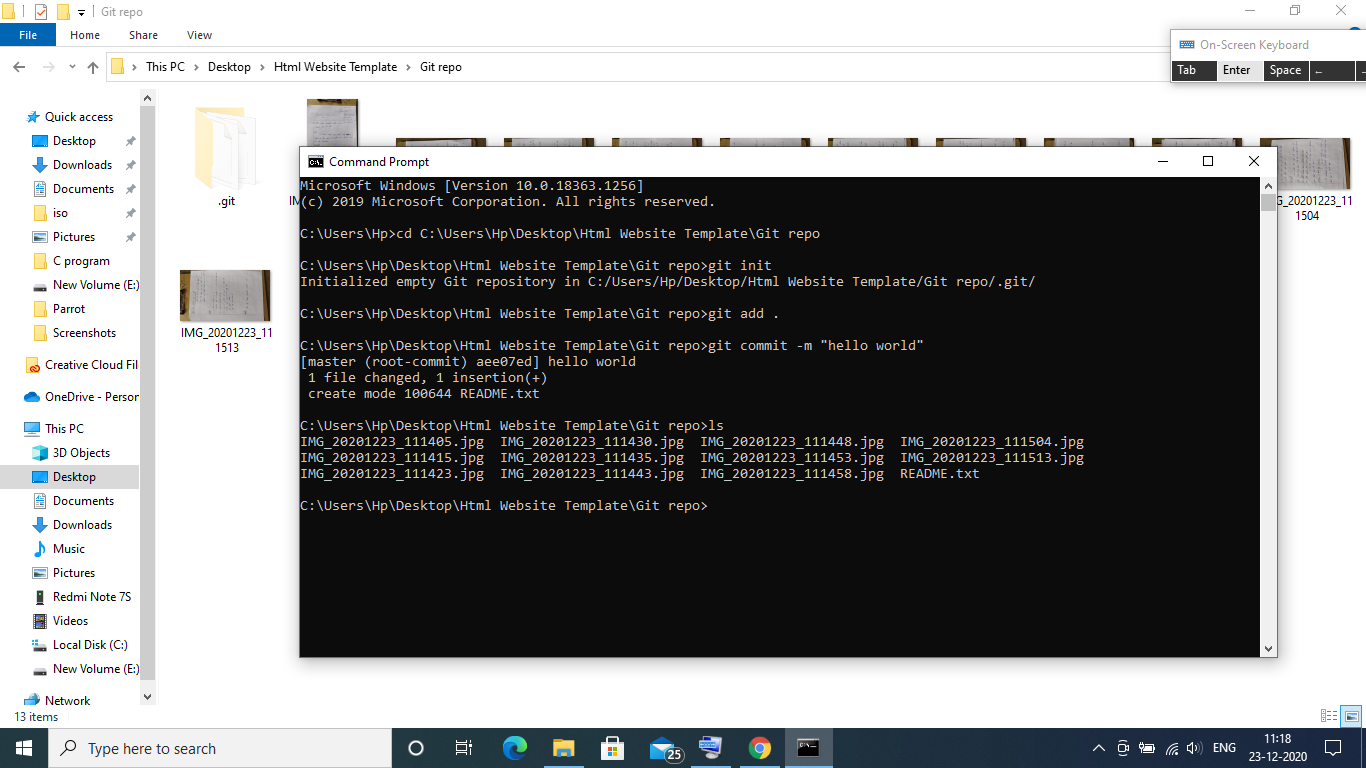 Git repo
File Home Share View
This PC Desktop Html Website Template Git repo
On-Screen Keyboard
Tab Enter Space
Quick access
Desktop
Downloads
Documents
iso
Pictures
C program
New Volume (E:)
Parrot
Screenshots
Creative Cloud Fil
OneDrive - Person
This PC
3D Objects
Desktop
Documents
Downloads
Music
Pictures
Redmi Note 7S
Videos
Local Disk (C:)
New Volume (E:)
Network
13 items
.git
IMG_20201223_11
1513
G_20201223_11
1504
Command Prompt
Microsoft Windows [Version 10.0.18363.1256]
(c) 2019 Microsoft Corporation. All rights reserved.
C:\Users\Hp>cd C:\Users\Hp\Desktop\Html Website Template\Git repo
C:\Users\Hp\Desktop\Html Website Template\Git repo>git init
Initialized empty Git repository in C:/Users/Hp/Desktop/Html Website Template/Git repo/.git/
C:\Users\Hp\Desktop\Html Website Template\Git repo>git add .
C:\Users\Hp\Desktop\Html Website Template\Git repo>git commit -m "hello world"
[master (root-commit) aee07ed] hello world
1 file changed, 1 insertion(+)
create mode 100644 README.txt
C:\Users\Hp\Desktop\Html Website Template\Git repo>ls
IMG_20201223_111405.jpg IMG_20201223_111430.jpg IMG_20201223_111448.jpg IMG_20201223_111504.jpg
IMG_20201223_111415.jpg IMG_20201223_111435.jpg IMG_20201223_111453.jpg IMG_20201223_111513.jpg
IMG_20201223_111423.jpg IMG_20201223_111443.jpg IMG_20201223_111458.jpg README.txt
C:\Users\Hp\Desktop\Html Website Template\Git repo>
Type here to search
25
ENG
11:18
23-12-2020